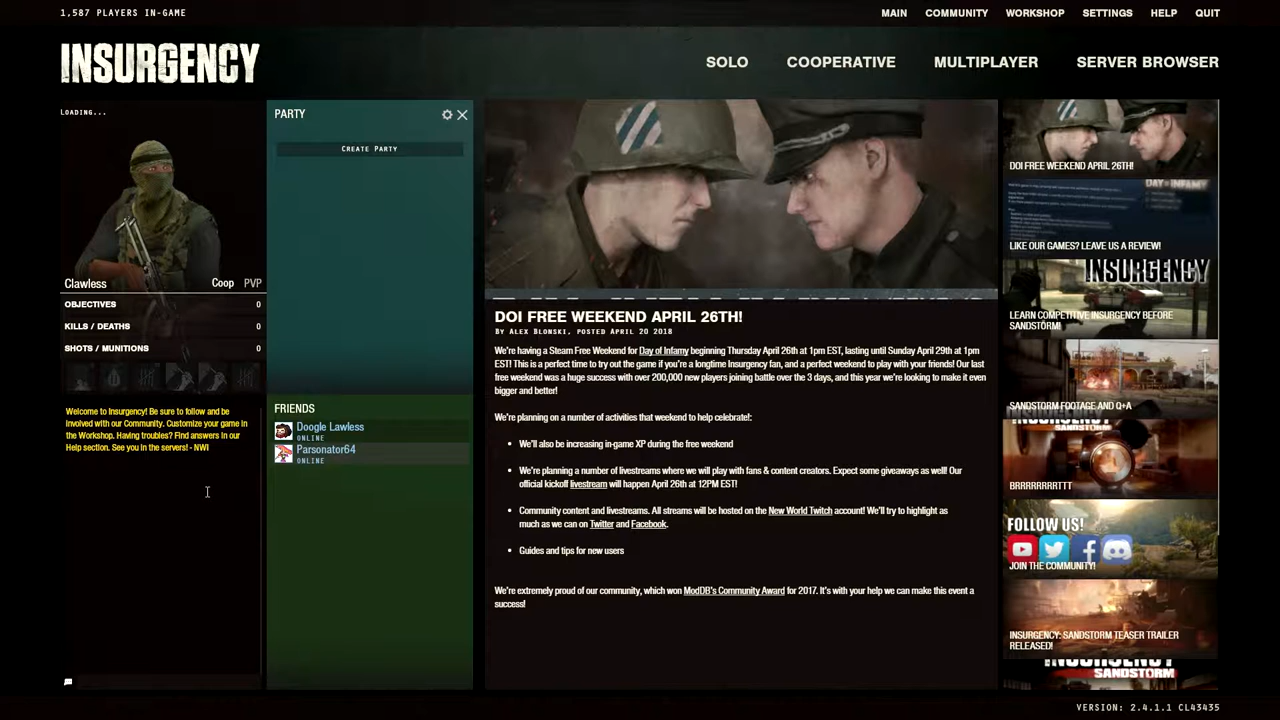 1,587 PLAYERS IN-GAME
MAIN COMMUNITY WORKSHOP SETTINGS HELP QUIT
INSURGENCY
SOLO COOPERATIVE MULTIPLAYER SERVER BROWSER
LOADING...
Clawless Coop PVP
OBJECTIVES 0
KILLS / DEATHS 0
SHOTS / MUNITIONS 0
Welcome to Insurgency! Be sure to follow and be
involved with our Community. Customize your game in
the Workshop. Having troubles? Find answers in our
Help section. See you in the servers! - NWI
PARTY
CREATE PARTY
FRIENDS
Doogle Lawless
ONLINE
Parsonator64
ONLINE
DOI FREE WEEKEND APRIL 26TH!
BY ALEX BLONSKI, POSTED APRIL 20 2018
We're having a Steam Free Weekend for Day of Infamy beginning Thursday April 26th at 1pm EST, lasting until Sunday April 29th at 1pm
EST! This is a perfect time to try out the game if you're a longtime Insurgency fan, and a perfect weekend to play with your friends! Our last
free weekend was a huge success with over 200,000 new players joining battle over the 3 days, and this year we're looking to make it even
bigger and better!
We're planning on a number of activities that weekend to help celebrate!:
• We'll also be increasing in-game XP during the free weekend
• We're planning a number of livestreams where we will play with fans & content creators. Expect some giveaways as well! Our
official kickoff livestream will happen April 26th at 12PM EST!
• Community content and livestreams. All streams will be hosted on the New World Twitch account! We'll try to highlight as
much as we can on Twitter and Facebook.
• Guides and tips for new users
We're extremely proud of our community, which won ModDB's Community Award for 2017. It's with your help we can make this event a
success!
DOI FREE WEEKEND APRIL 26TH!
LIKE OUR GAMES? LEAVE US A REVIEW!
INSURGENCY
LEARN COMPETITIVE INSURGENCY BEFORE
SANDSTORM!
SANDSTORM FOOTAGE AND Q+A
SANDSTORM
BRRRRRRRRTTT
FOLLOW US!
JOIN THE COMMUNITY!
INSURGENCY: SANDSTORM TEASER TRAILER
RELEASED!
INSURGENCY
SANDSTORM
VERSION: 2.4.1.1 CL43435